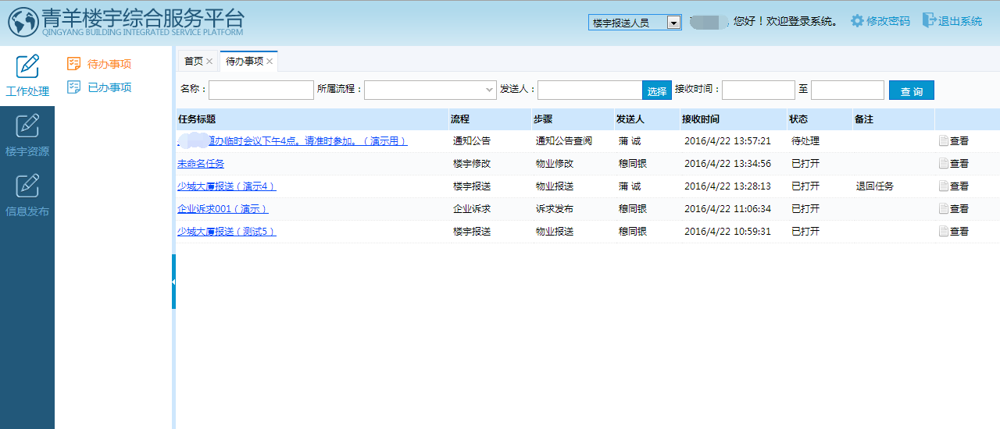 青羊楼宇综合服务平台
QINGYANG BUILDING INTEGRATED SERVICE PLATFORM
楼宇报送人员 您好！欢迎登录系统。 修改密码 退出系统
工作处理
楼宇资源
信息发布
待办事项
已办事项
首页 待办事项
名称： 所属流程： 发送人： 选择 接收时间： 至 查 询
任务标题 流程 步骤 发送人 接收时间 状态 备注
办临时会议下午4点。请准时参加。（演示用） 通知公告 通知公告查阅 蒲 诚 2016/4/22 13:57:21 待处理 查看
未命名任务 楼宇修改 物业修改 穆同银 2016/4/22 13:34:56 已打开 查看
少城大厦报送（演示4） 楼宇报送 物业报送 蒲 诚 2016/4/22 13:28:13 已打开 退回任务 查看
企业诉求001（演示） 企业诉求 诉求发布 穆同银 2016/4/22 11:06:34 已打开 查看
少城大厦报送（测试5） 楼宇报送 物业报送 穆同银 2016/4/22 10:59:31 已打开 查看